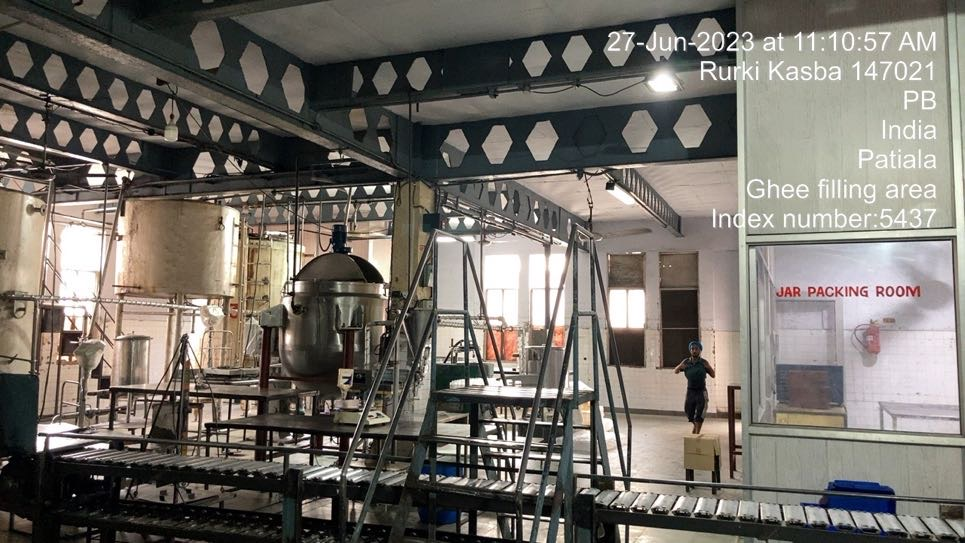 27-Jun-2023 at 11:10:57 AM
Rurki Kasba 147021
PB
India
Patiala
Ghee filling area
Index number:5437
JAR PACKING ROOM